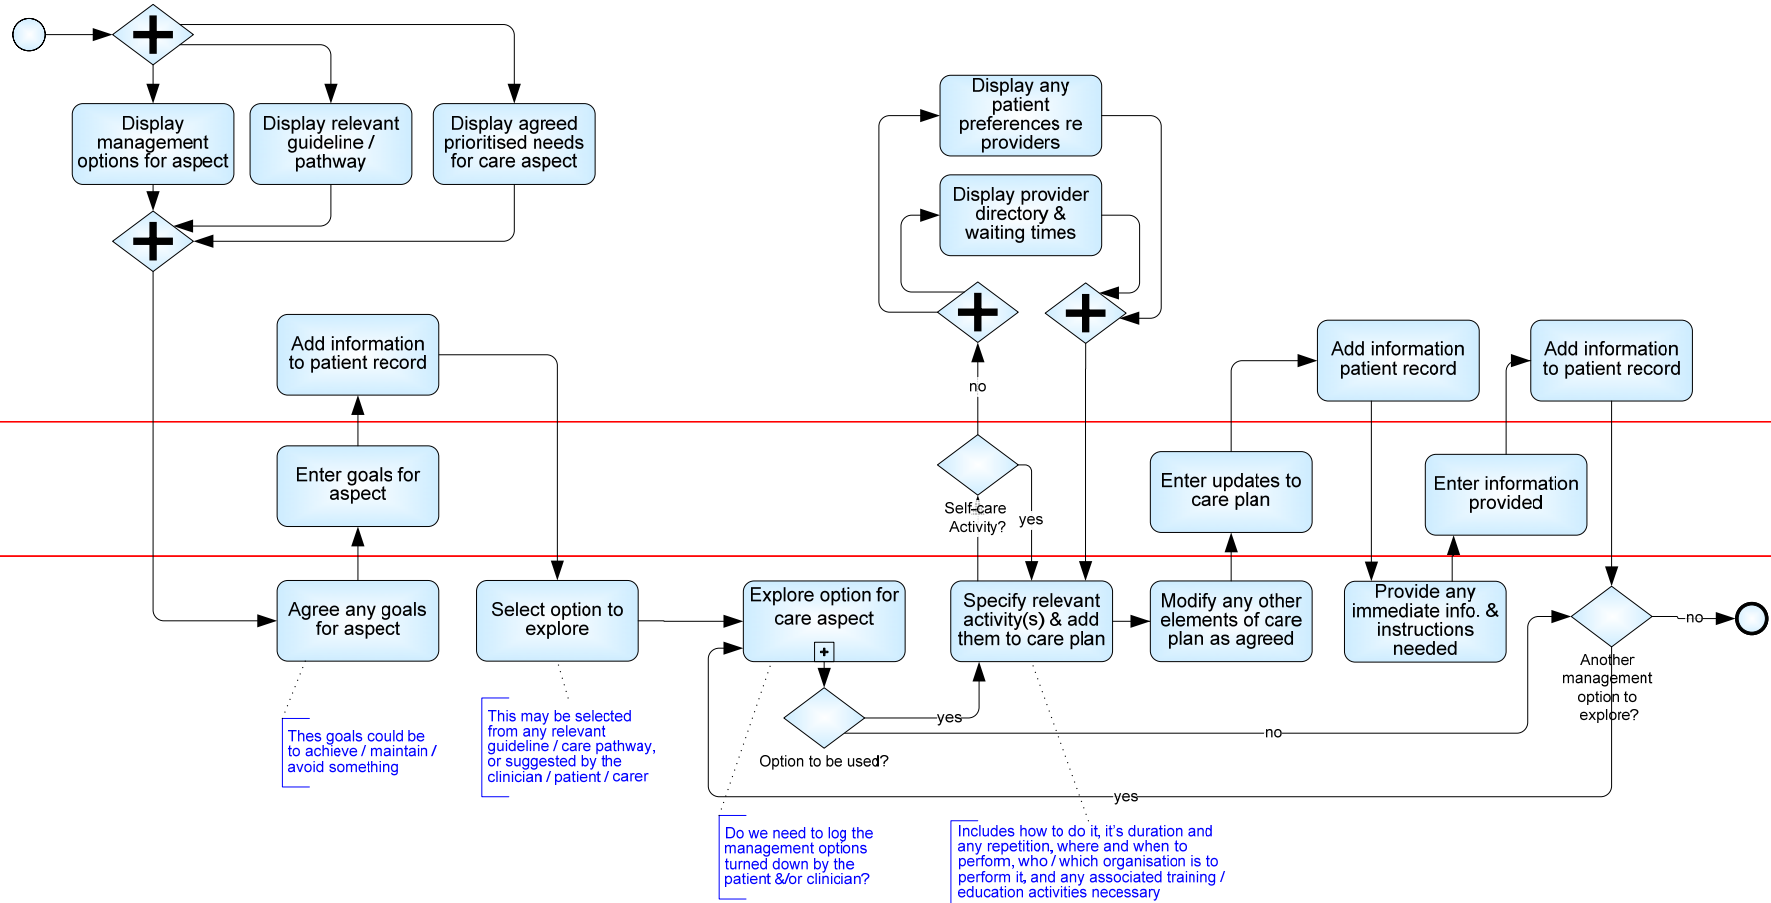 Display
management
options for aspect
Display relevant
guideline /
pathway
Display agreed
prioritised needs
for care aspect
Display any
patient
preferences re
providers
Display provider
directory &
waiting times
Add information
to patient record
Add information
patient record
Add information
to patient record
no
Enter goals for
aspect
Self-care
Activity?
yes
Enter updates to
care plan
Enter information
provided
Agree any goals
for aspect
Select option to
explore
Explore option for
care aspect
Specify relevant
activity(s) & add
them to care plan
Modify any other
elements of care
plan as agreed
Provide any
immediate info. &
instructions
needed
no
Another
management
option to
explore?
yes
no
Option to be used?
yes
Thes goals could be
to achieve / maintain /
avoid something
This may be selected
from any relevant
guideline / care pathway,
or suggested by the
clinician / patient / carer
Do we need to log the
management options
turned down by the
patient &/or clinician?
Includes how to do it, it's duration and
any repetition, where and when to
perform, who / which organisation is to
perform it, and any associated training /
education activities necessary